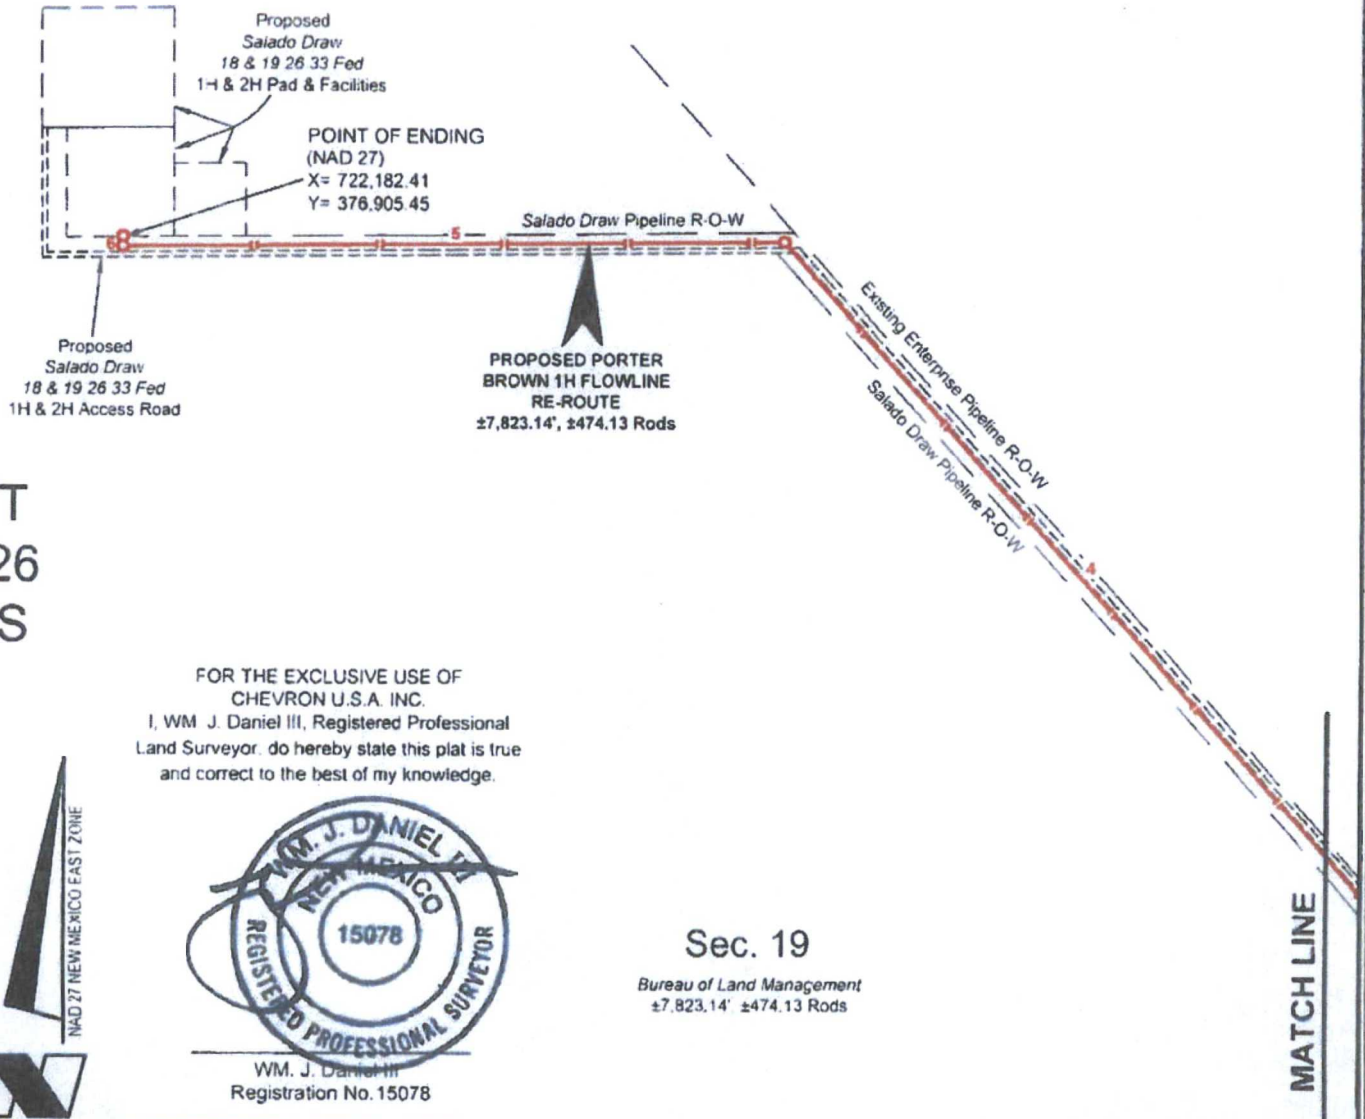 Proposed
Salado Draw
18 & 19 26 33 Fed
1H & 2H Pad & Facilities
POINT OF ENDING
(NAD 27)
X= 722,182.41
Y= 376,905.45
Salado Draw Pipeline R-O-W
5
8
Proposed
Salado Draw
18 & 19 26 33 Fed
1H & 2H Access Road
PROPOSED PORTER
BROWN 1H FLOWLINE
RE-ROUTE
±7,823.14', ±474.13 Rods
Existing Enterprise Pipeline R-O-W
Salado Draw Pipeline R-O-W
4
T
26
S
FOR THE EXCLUSIVE USE OF
CHEVRON U.S.A. INC.
I, WM. J. Daniel III, Registered Professional
Land Surveyor, do hereby state this plat is true
and correct to the best of my knowledge.
NAD 27 NEW MEXICO EAST ZONE
WM. J. DANIEL III
NEW MEXICO
15078
REGISTERED PROFESSIONAL SURVEYOR
WM. J. Daniel III
Registration No. 15078
Sec. 19
Bureau of Land Management
±7,823.14', ±474.13 Rods
MATCH LINE